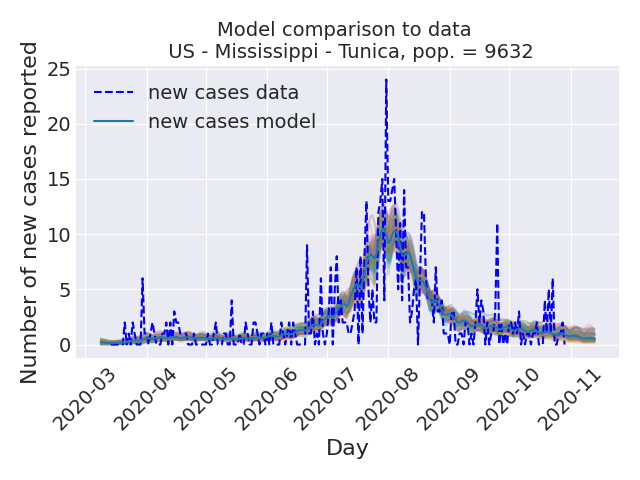 Model comparison to data
US - Mississippi - Tunica, pop. = 9632
Number of new cases reported
25
20
15
10
5
0
new cases data
new cases model
2020-03
2020-04
2020-05
2020-06
2020-07
2020-08
2020-09
2020-10
2020-11
Day